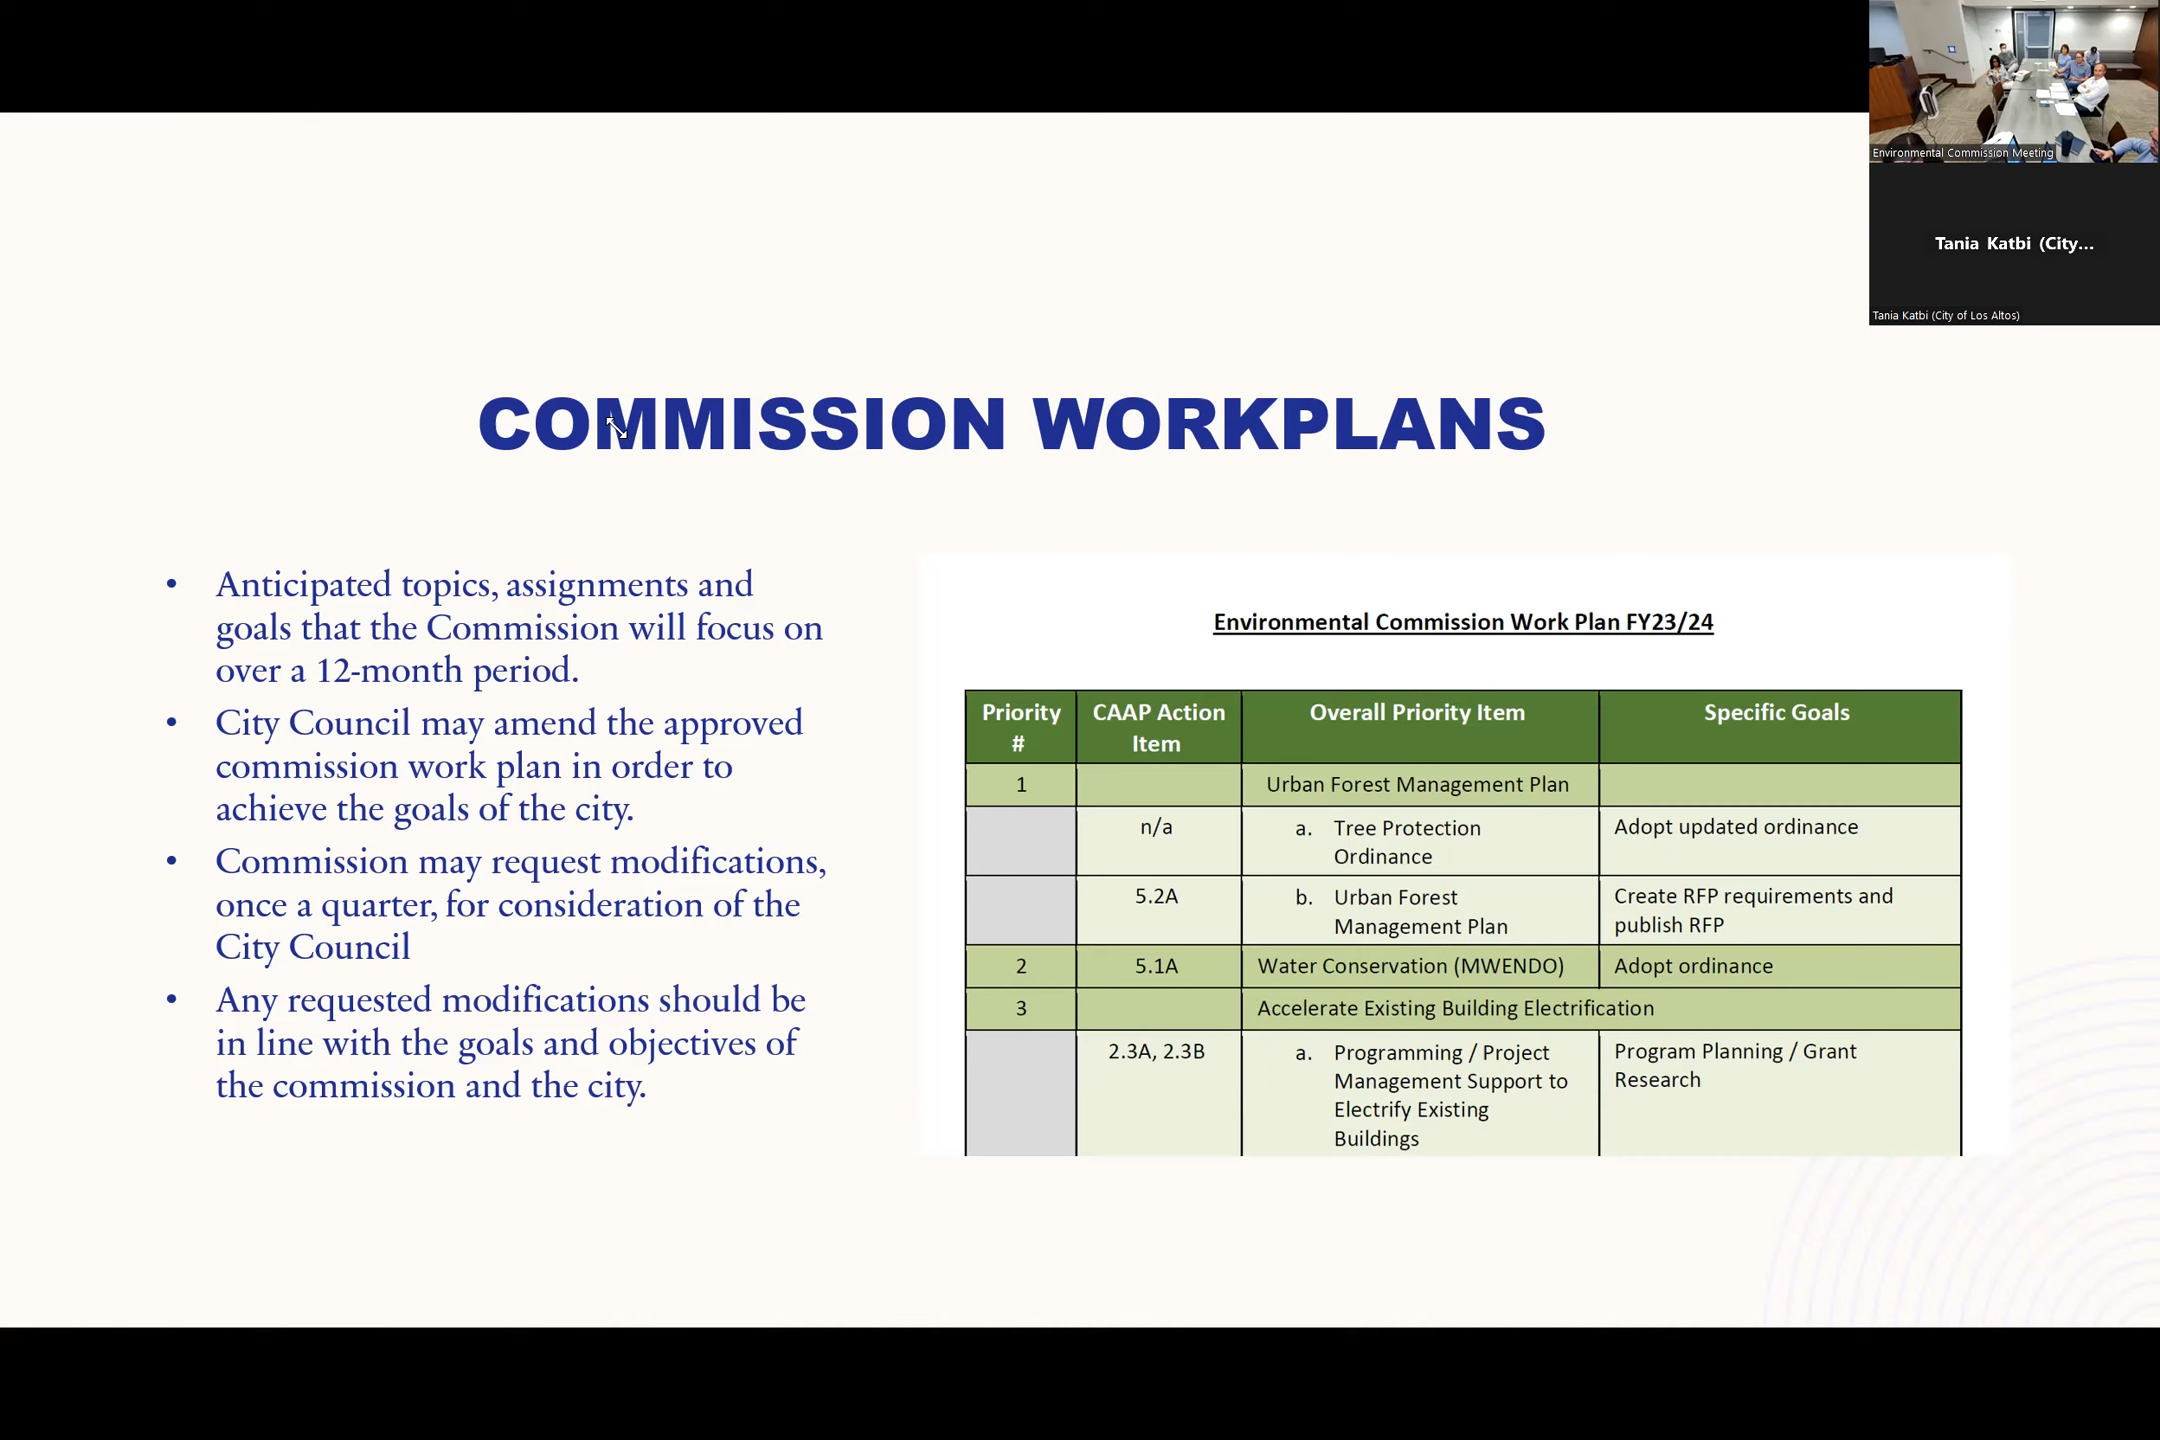 Environmental Commission Meeting
Tania Katbi (City...
Tania Katbi (City of Los Altos)
COMMISSION WORKPLANS
• Anticipated topics, assignments and
goals that the Commission will focus on
over a 12-month period.
• City Council may amend the approved
commission work plan in order to
achieve the goals of the city.
• Commission may request modifications,
once a quarter, for consideration of the
City Council
• Any requested modifications should be
in line with the goals and objectives of
the commission and the city.
Environmental Commission Work Plan FY23/24
Priority # CAAP Action Item Overall Priority Item Specific Goals
1 Urban Forest Management Plan
n/a a. Tree Protection Ordinance Adopt updated ordinance
5.2A b. Urban Forest Management Plan Create RFP requirements and publish RFP
2 5.1A Water Conservation (MWENDO) Adopt ordinance
3 Accelerate Existing Building Electrification
2.3A, 2.3B a. Programming / Project Management Support to Electrify Existing Buildings Program Planning / Grant Research